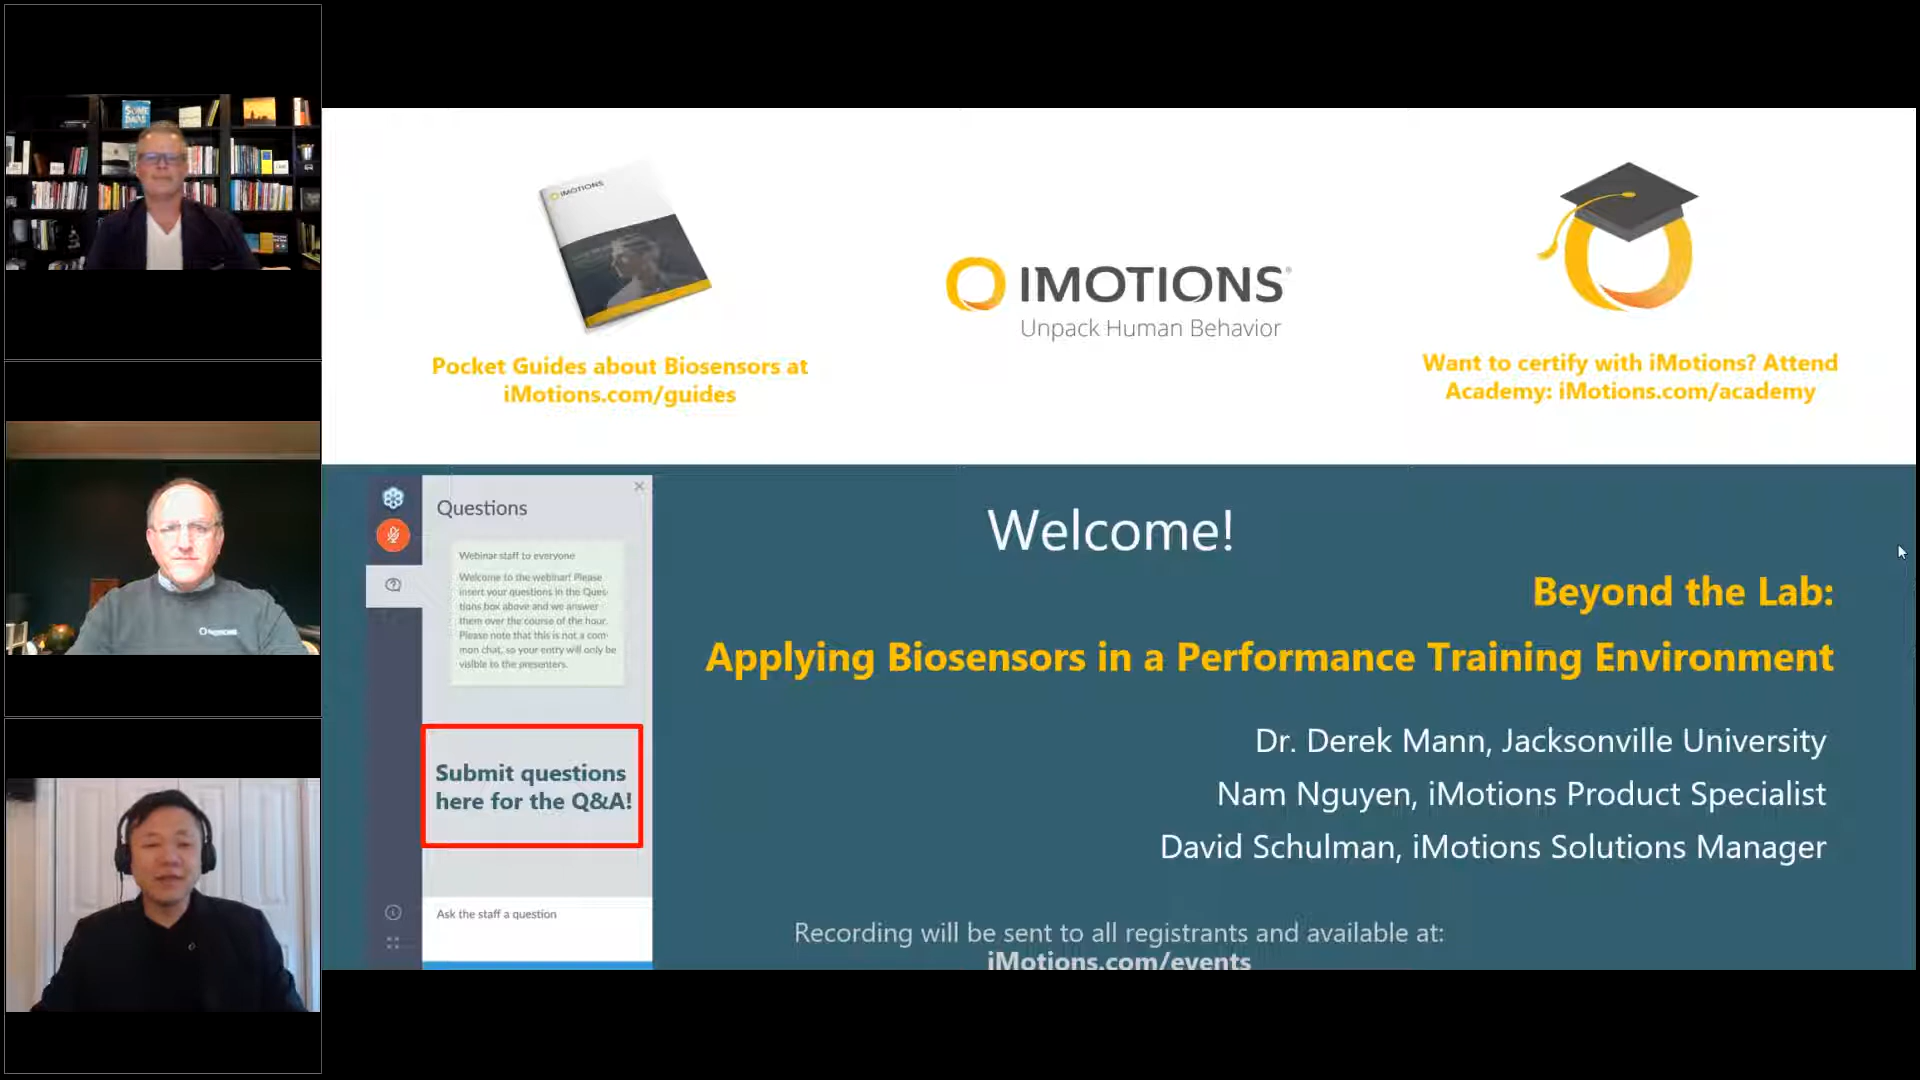 IMOTIONS
Pocket Guides about Biosensors at
iMotions.com/guides
IMOTIONS®
Unpack Human Behavior
Want to certify with iMotions? Attend
Academy: iMotions.com/academy
Questions
Webinar staff to everyone
Welcome to the webinar! Please
insert your questions in the Ques-
tions box above and we answer
them over the course of the hour.
Please note that this is not a com-
mon chat, so your entry will only be
visible to the presenters.
Submit questions
here for the Q&A!
Ask the staff a question
Welcome!
Beyond the Lab:
Applying Biosensors in a Performance Training Environment
Dr. Derek Mann, Jacksonville University
Nam Nguyen, iMotions Product Specialist
David Schulman, iMotions Solutions Manager
Recording will be sent to all registrants and available at:
iMotions.com/events